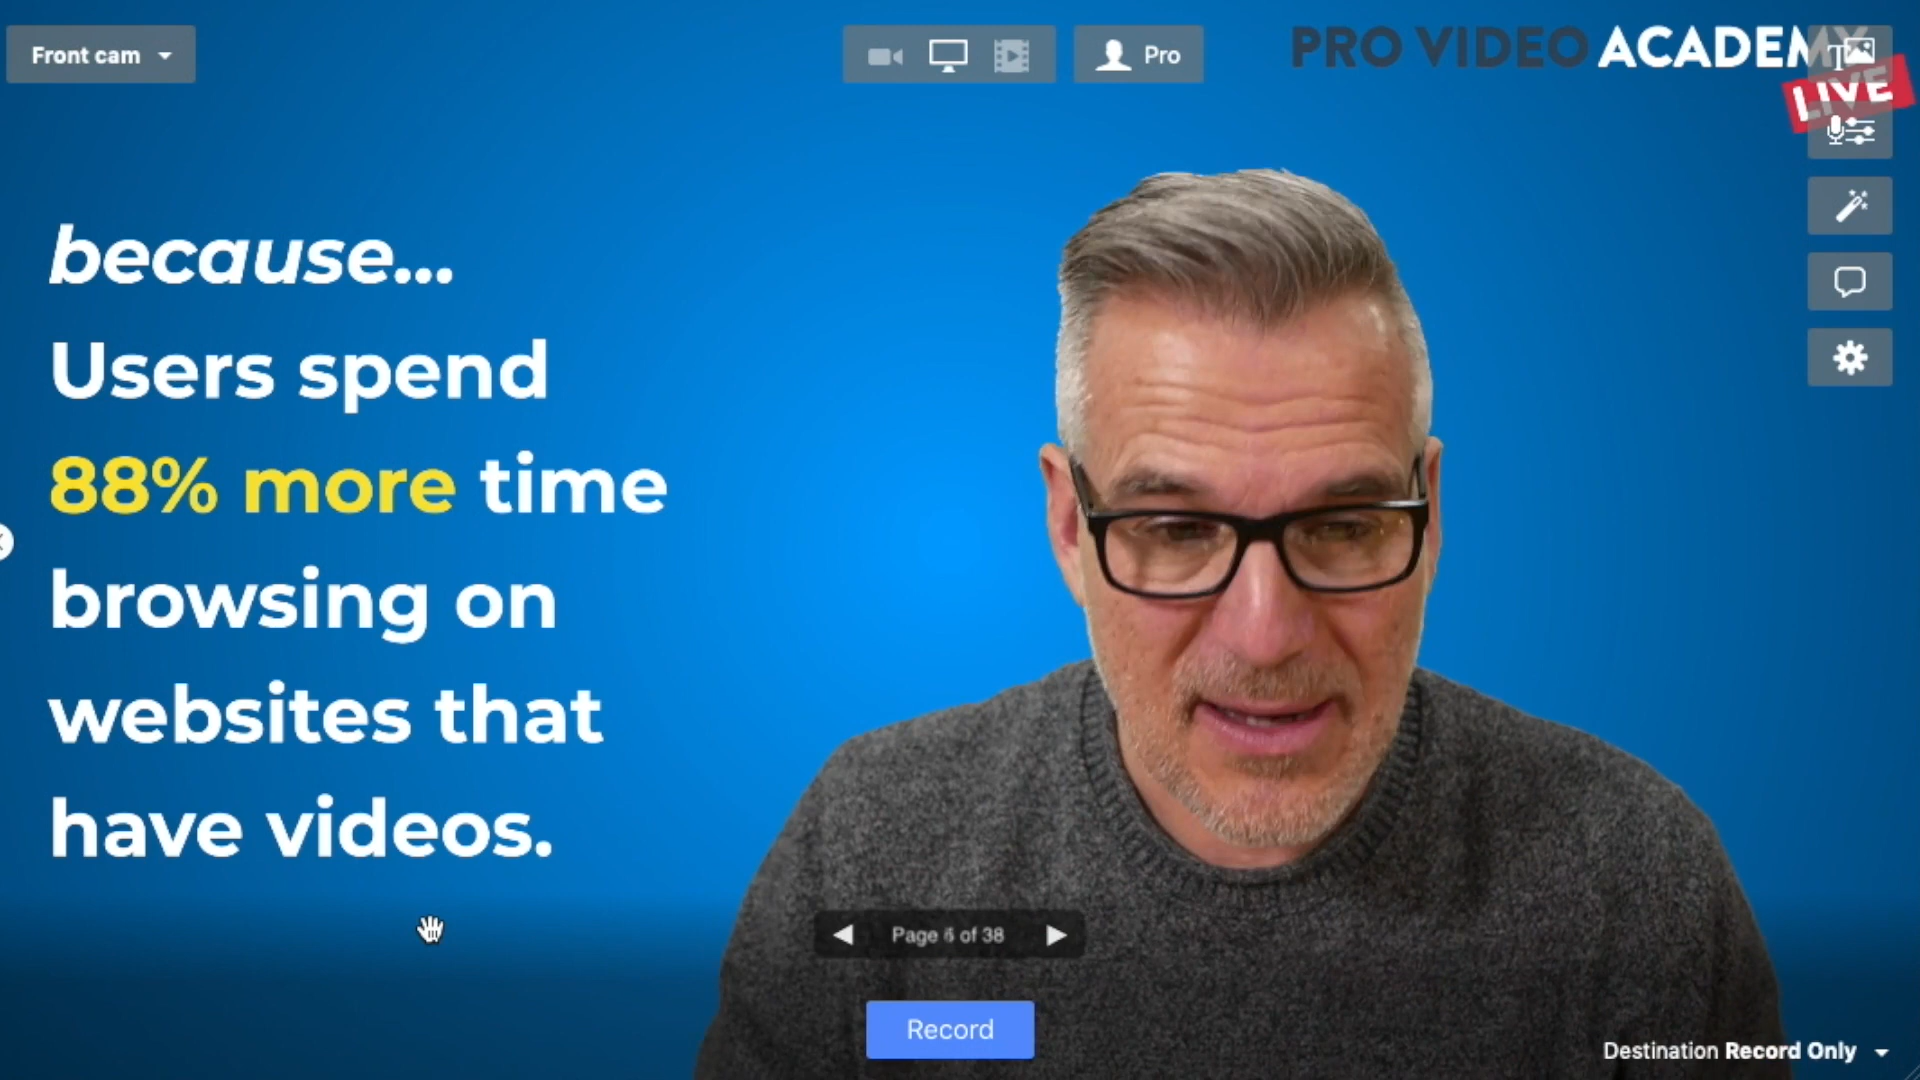 Front cam
Pro
PRO VIDEO ACADEMY
LIVE
because...
Users spend
88% more time
browsing on
websites that
have videos.
Page 6 of 38
Record
Destination Record Only